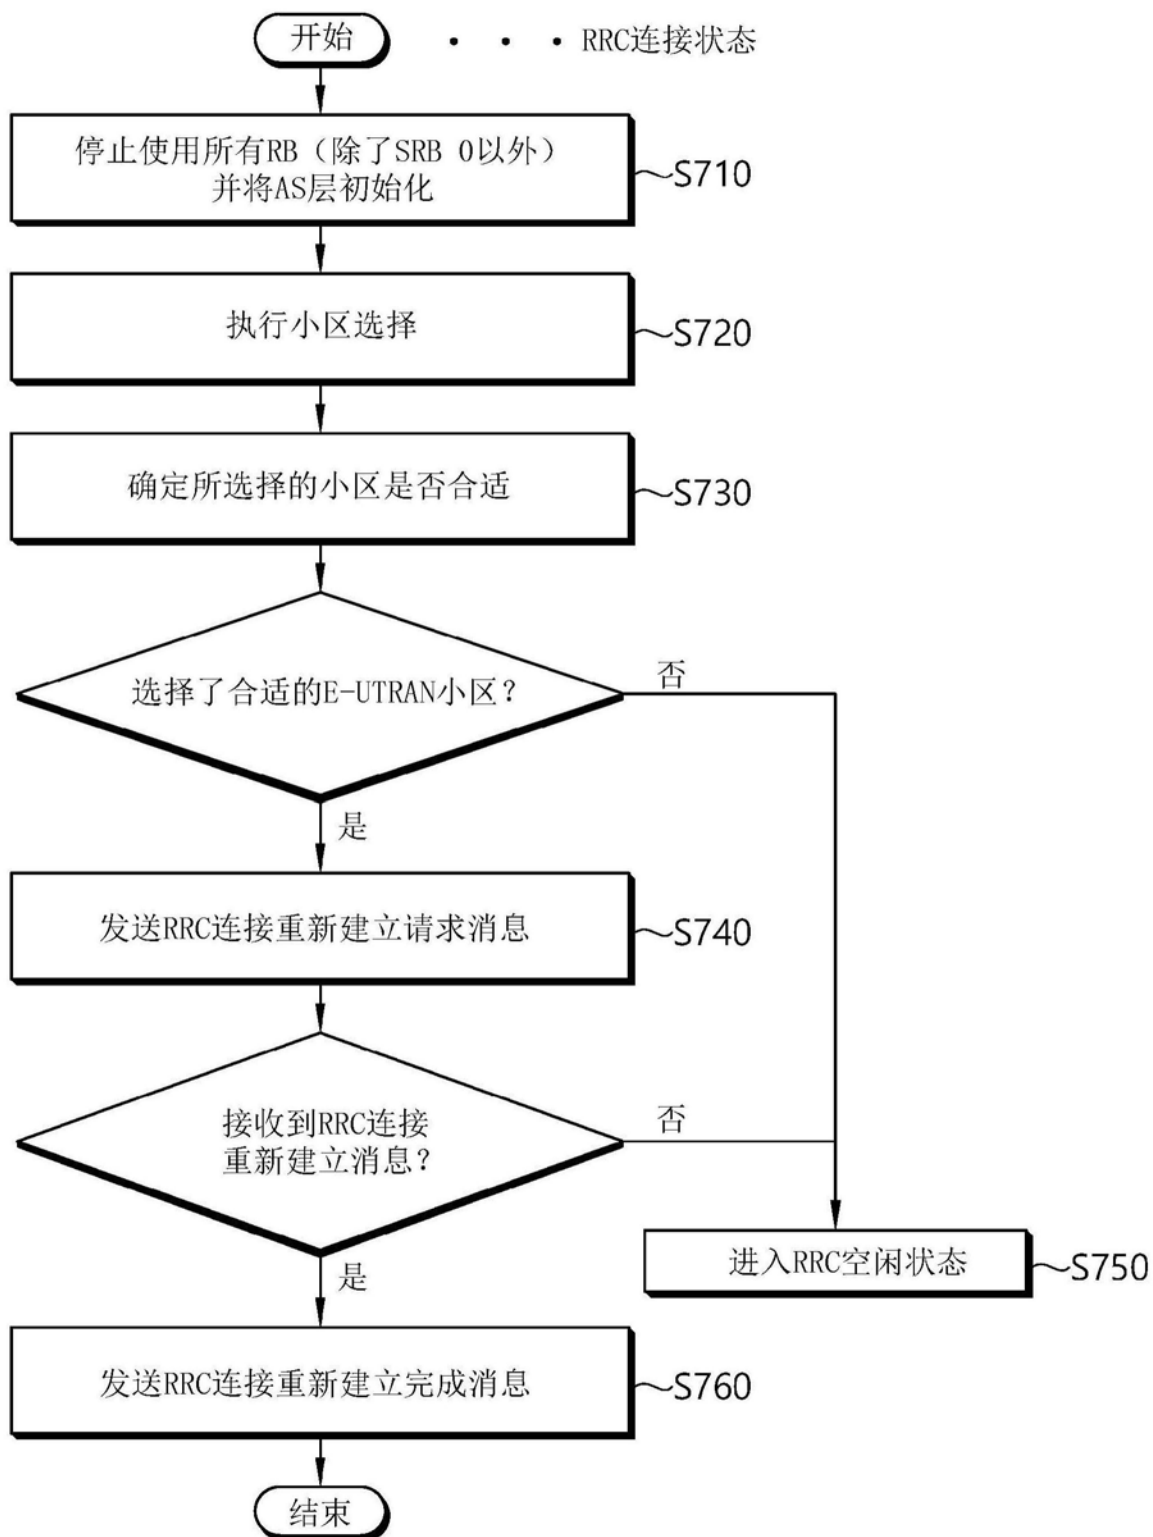 开始
• • • RRC连接状态
停止使用所有RB（除了SRB 0以外）
并将AS层初始化
S710
执行小区选择
S720
确定所选择的小区是否合适
S730
选择了合适的E-UTRAN小区？
否
是
发送RRC连接重新建立请求消息
S740
接收到RRC连接
重新建立消息？
否
是
进入RRC空闲状态
S750
发送RRC连接重新建立完成消息
S760
结束